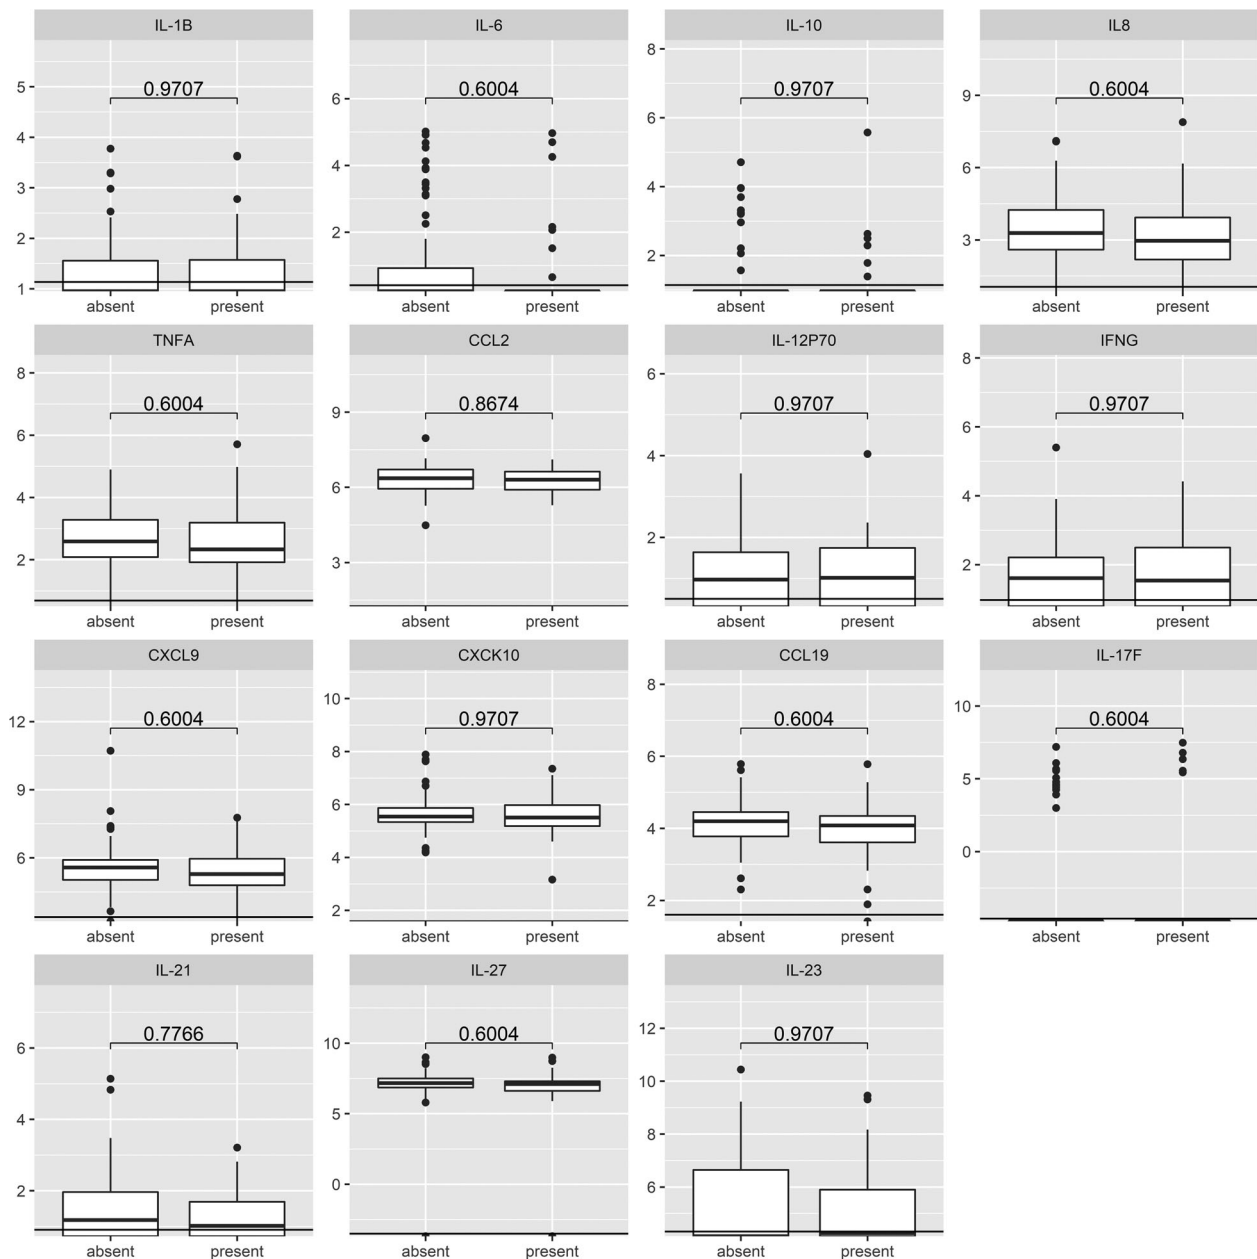 IL-1B IL-6 IL-10 IL8
0.9707 0.6004 0.9707 0.6004
5 4 3 2 1
6 4 2
8 6 4 2
9 6 3
absent present absent present absent present absent present
TNFA CCL2 IL-12P70 IFNG
0.6004 0.8674 0.9707 0.9707
8 6 4 2
9 6 3
6 4 2
8 6 4 2
absent present absent present absent present absent present
CXCL9 CXCK10 CCL19 IL-17F
0.6004 0.9707 0.6004 0.6004
12 9 6
10 8 6 4 2
8 6 4 2
10 5 0
absent present absent present absent present absent present
IL-21 IL-27 IL-23
0.7766 0.6004 0.9707
6 4 2
10 5 0
12 10 8 6
absent present absent present absent present